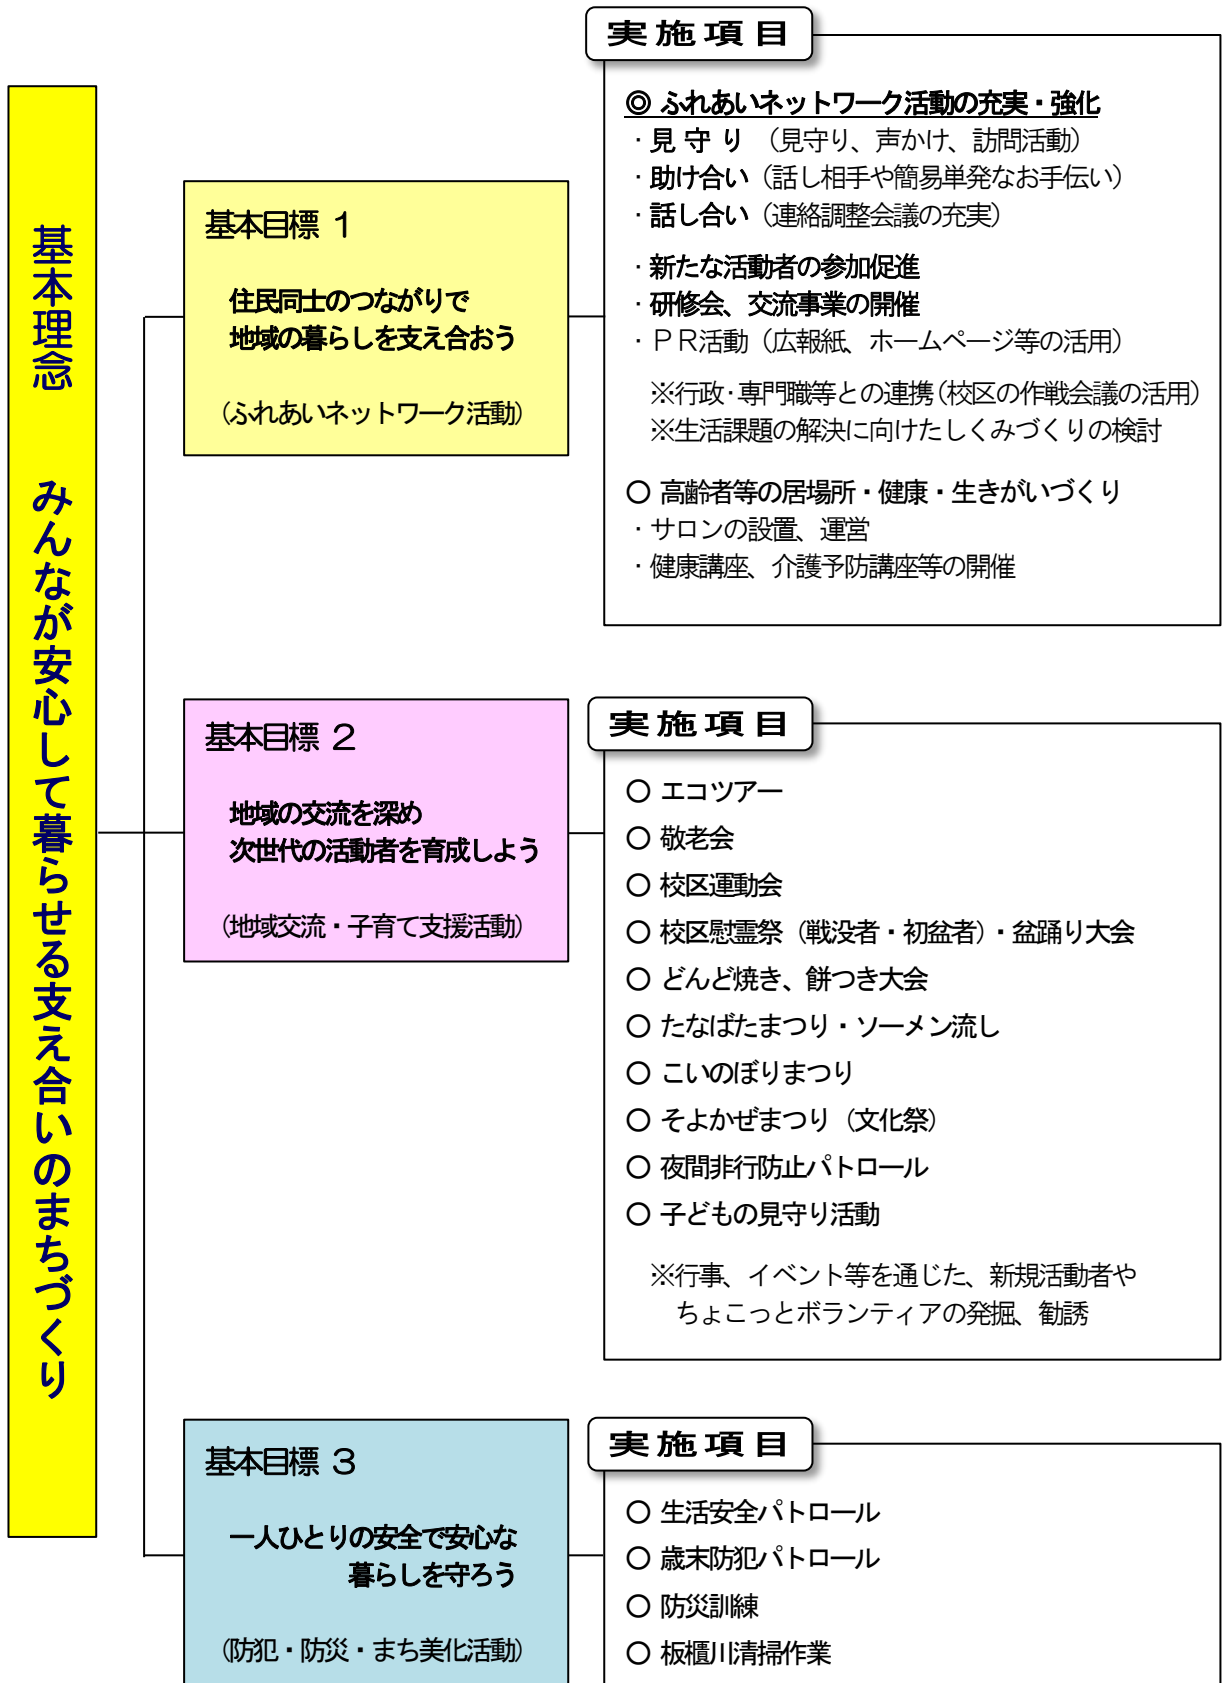 基本理念　みんなが安心して暮らせる支え合いのまちづくり
基本目標 １
住民同士のつながりで
地域の暮らしを支え合おう
（ふれあいネットワーク活動）
実施項目
◎ ふれあいネットワーク活動の充実・強化
・見 守 り （見守り、声かけ、訪問活動）
・助け合い（話し相手や簡易単発なお手伝い）
・話し合い（連絡調整会議の充実）
・新たな活動者の参加促進
・研修会、交流事業の開催
・ＰＲ活動（広報紙、ホームページ等の活用）
※行政・専門職等との連携（校区の作戦会議の活用）
※生活課題の解決に向けたしくみづくりの検討
○ 高齢者等の居場所・健康・生きがいづくり
・サロンの設置、運営
・健康講座、介護予防講座等の開催
基本目標 ２
地域の交流を深め
次世代の活動者を育成しよう
（地域交流・子育て支援活動）
実施項目
○ エコツアー
○ 敬老会
○ 校区運動会
○ 校区慰霊祭（戦没者・初盆者）・盆踊り大会
○ どんど焼き、餅つき大会
○ たなばたまつり・ソーメン流し
○ こいのぼりまつり
○ そよかぜまつり（文化祭）
○ 夜間非行防止パトロール
○ 子どもの見守り活動
※行事、イベント等を通じた、新規活動者や
ちょこっとボランティアの発掘、勧誘
基本目標 ３
一人ひとりの安全で安心な
暮らしを守ろう
（防犯・防災・まち美化活動）
実施項目
○ 生活安全パトロール
○ 歳末防犯パトロール
○ 防災訓練
○ 板櫃川清掃作業